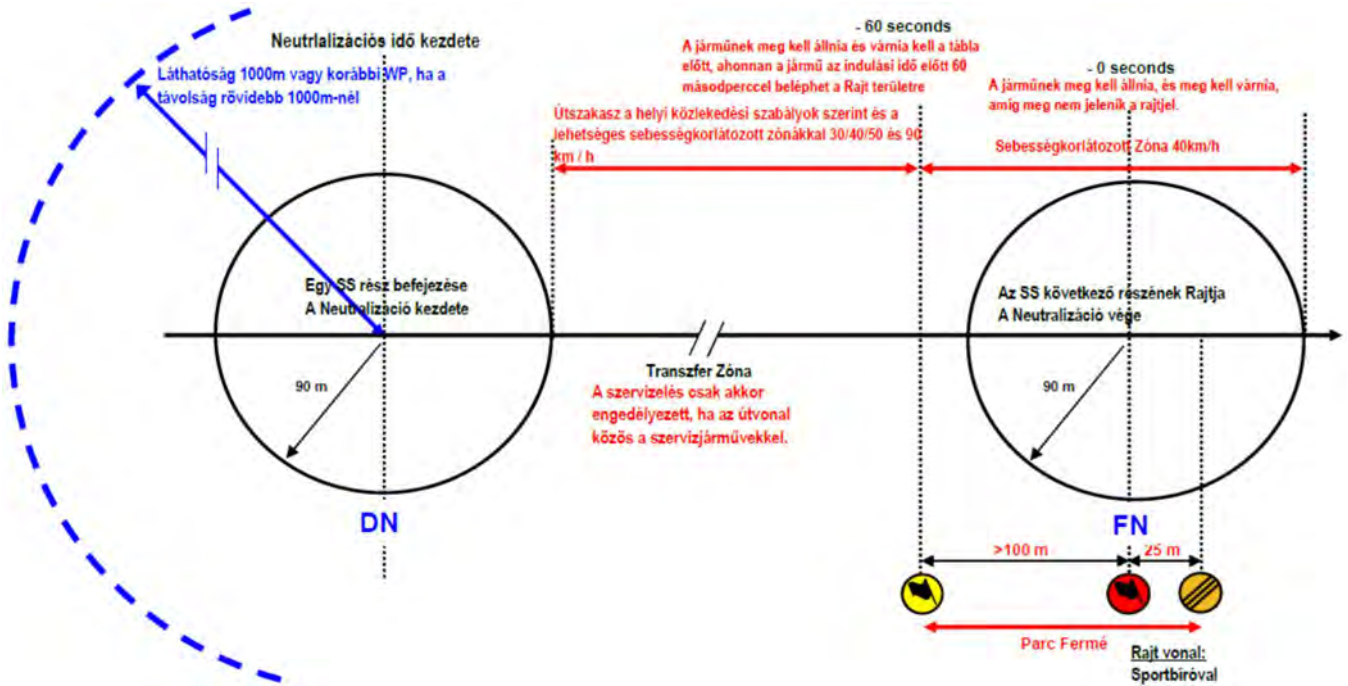 Neutrlalizációs idő kezdete
Láthatóság 1000m vagy korábbi WP, ha a
távolság rövidebb 1000m-nél
- 60 seconds
A járműnek meg kell állnia és várnia kell a tábla
előtt, ahonnan a jármű az indulási idő előtt 60
másodperccel beléphet a Rajt területre
- 0 seconds
A járműnek meg kell állnia, és meg kell várnia,
amíg meg nem jelenik a rajtjel.
Útszakasz a helyi közlekedési szabályok szerint és a
lehetséges sebességkorlátozott zónákkal 30/40/50 és 90
km / h
Sebességkorlátozott Zóna 40km/h
Egy SS rész befejezése
A Neutralizáció kezdete
Az SS következő részének Rajtja
A Neutralizáció vége
90 m
Transzfer Zóna
A szervizelés csak akkor
engedélyezett, ha az útvonal
közös a szervizjárművekkel.
90 m
DN
FN
>100 m
25 m
Parc Fermé
Rajt vonal:
Sportbíróval